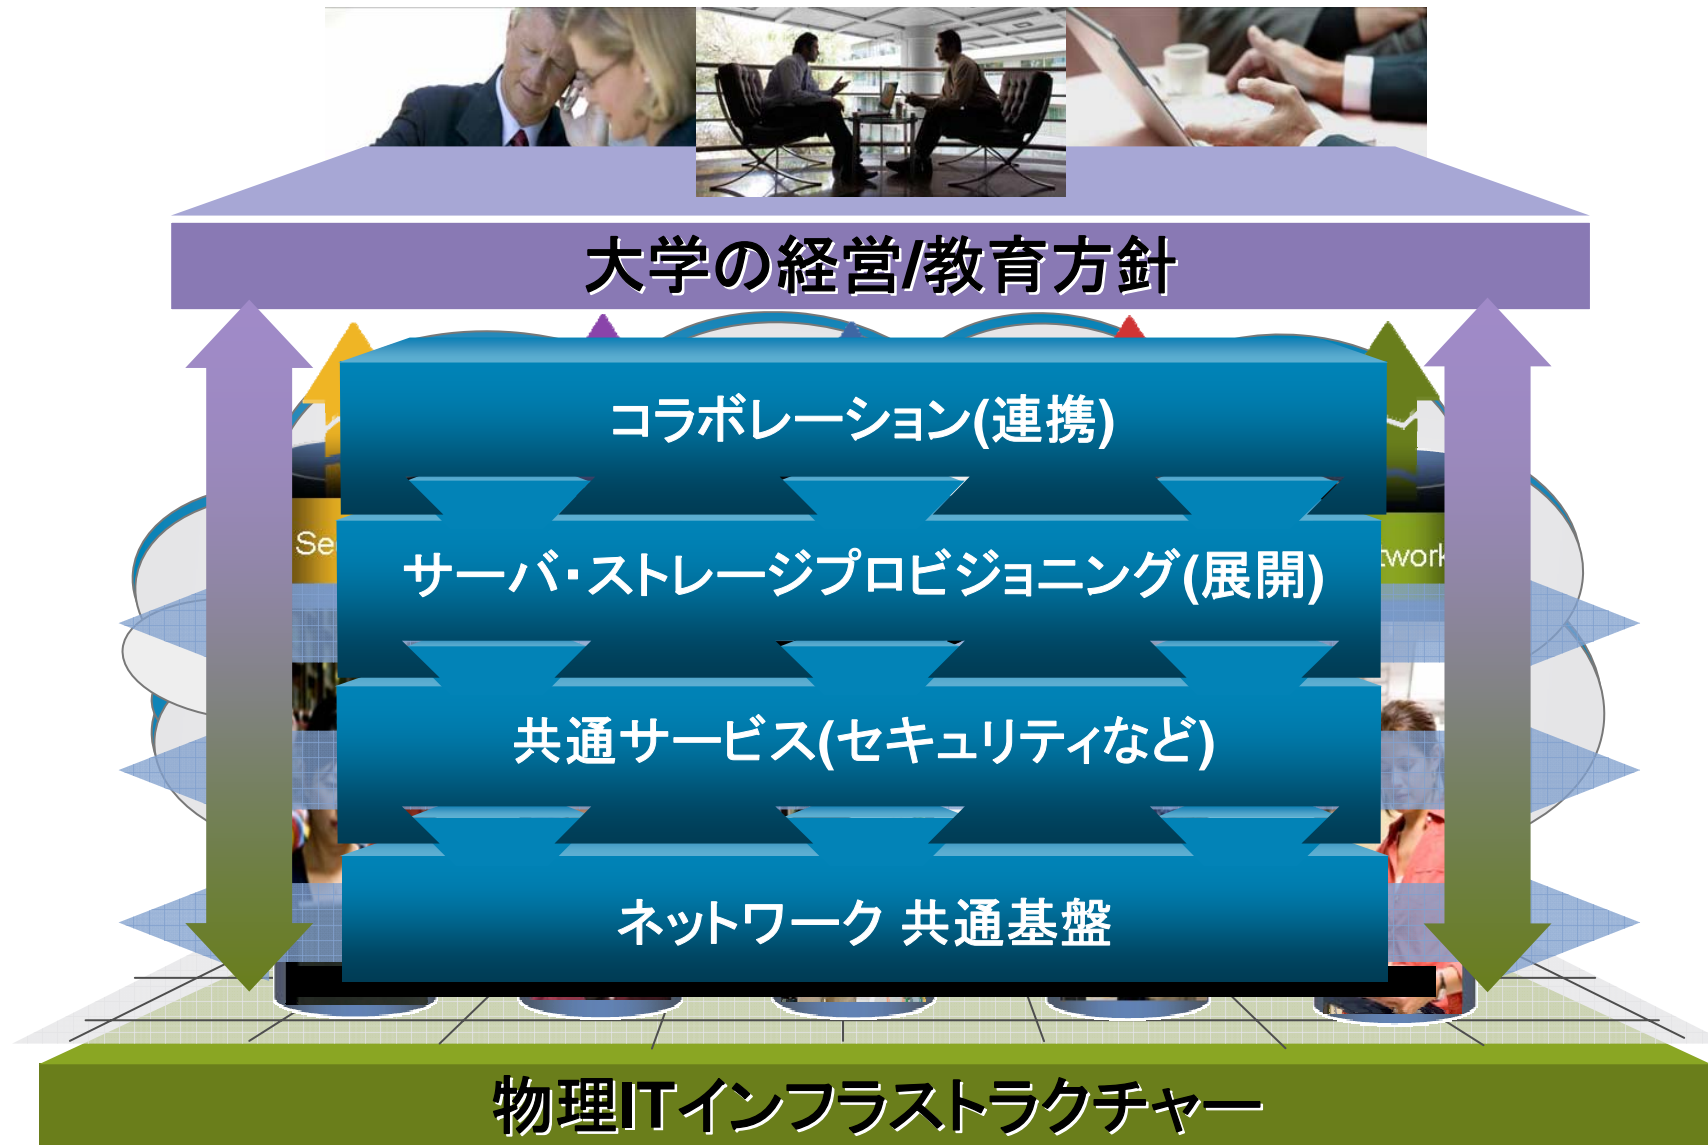 大学の経営/教育方針
コラボレーション(連携)
サーバ・ストレージプロビジョニング(展開)
共通サービス(セキュリティなど)
ネットワーク 共通基盤
物理ITインフラストラクチャー